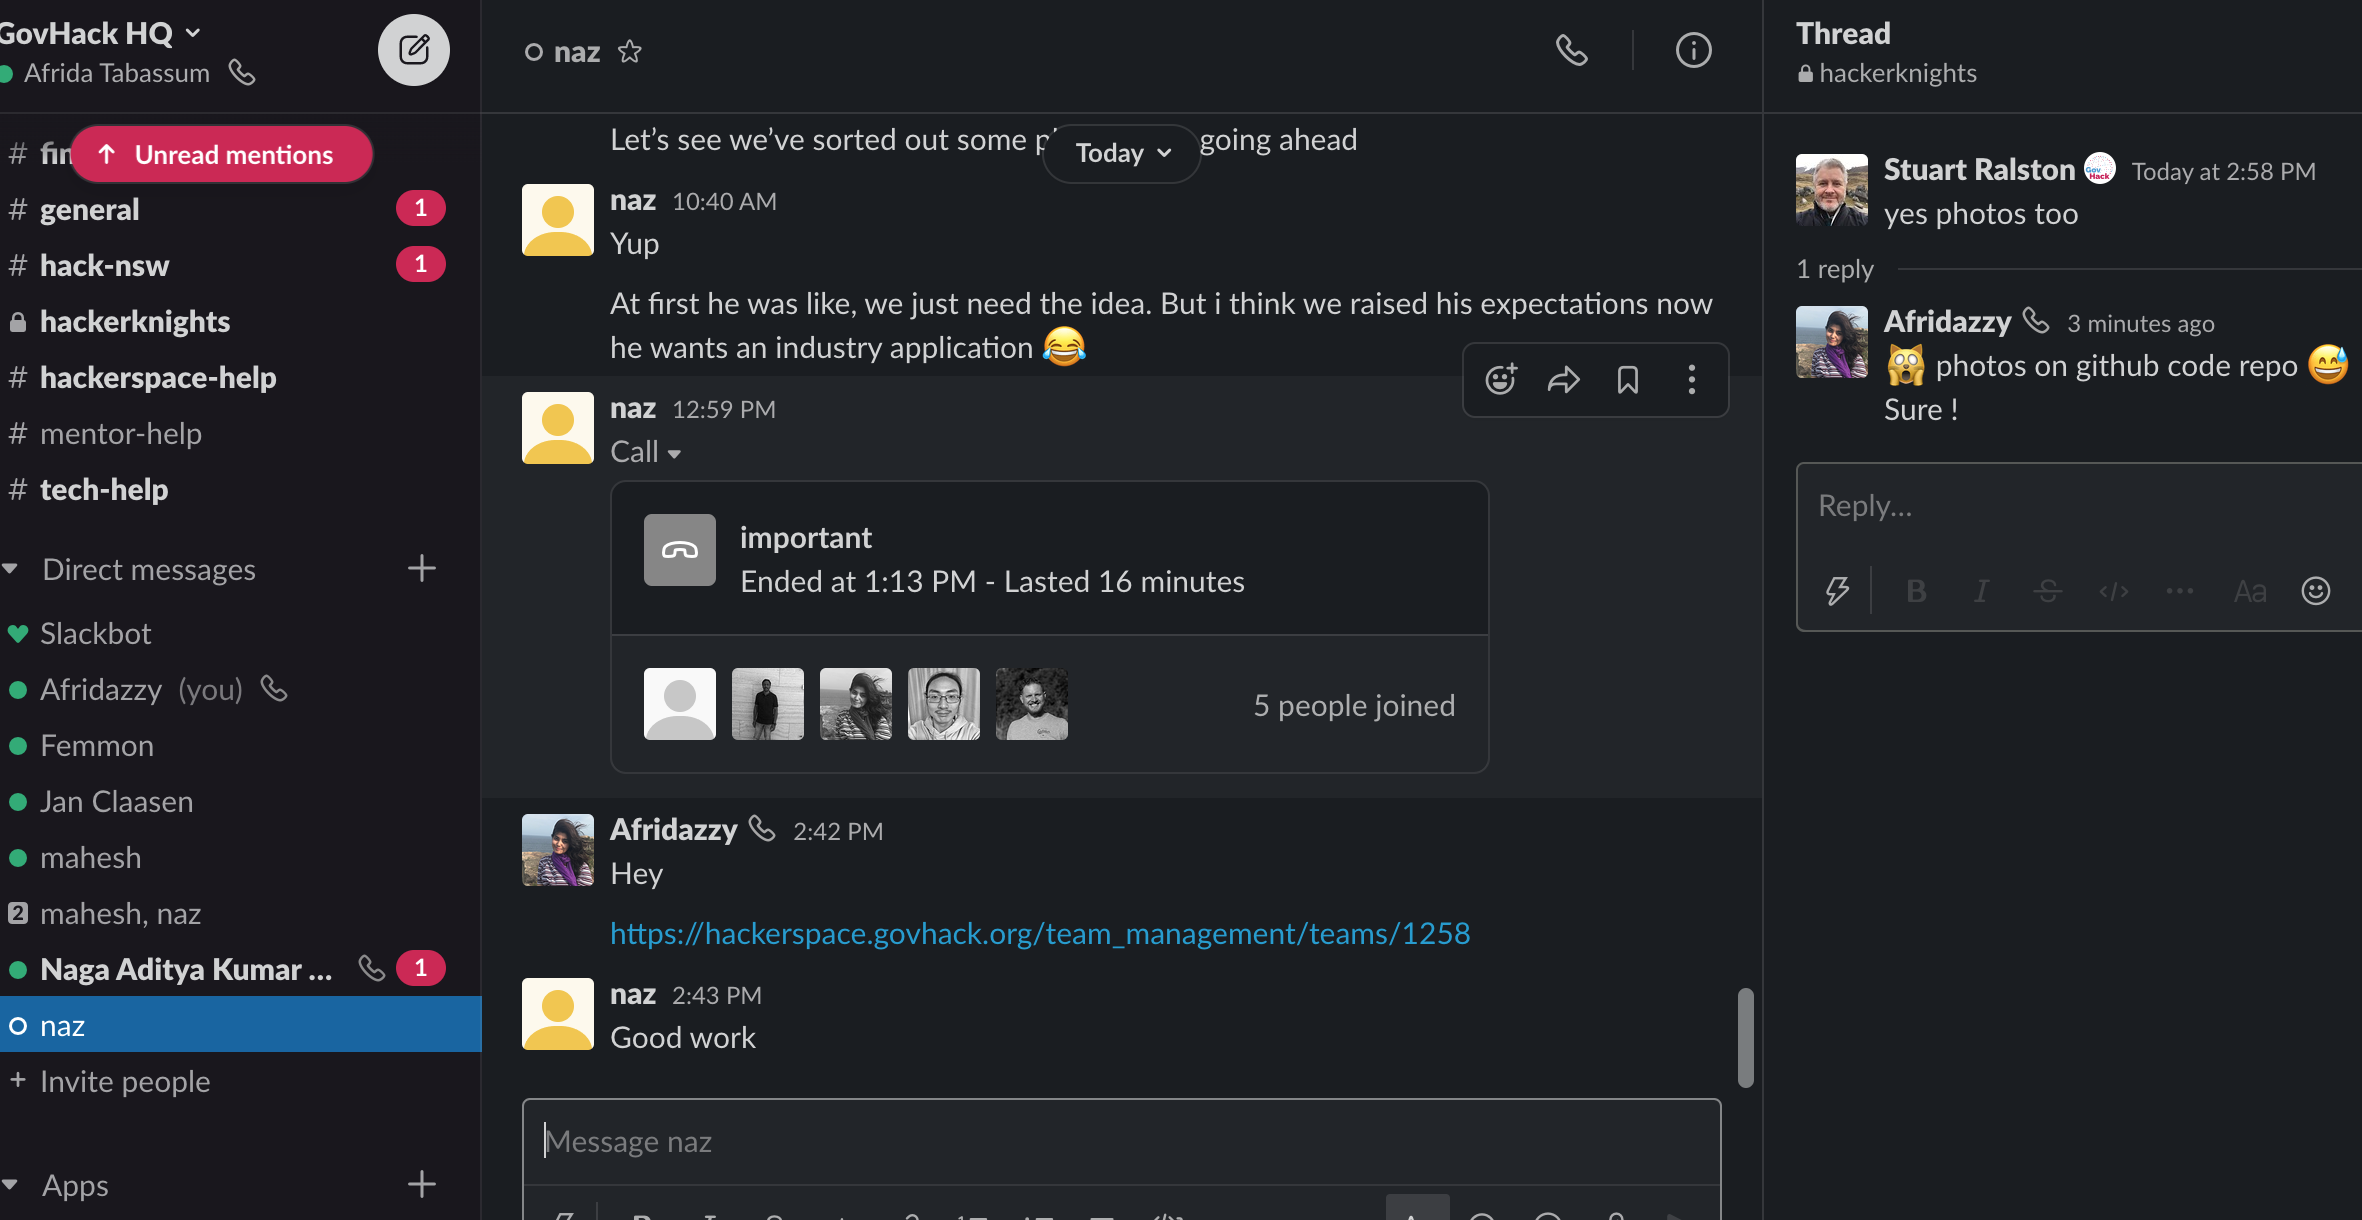 GovHack HQ
Afrida Tabassum
# fin
↑ Unread mentions
# general 1
# hack-nsw 1
hackerknights
# hackerspace-help
# mentor-help
# tech-help
Direct messages +
Slackbot
Afridazzy (you)
Femmon
Jan Claasen
mahesh
2 mahesh, naz
Naga Aditya Kumar ... 1
naz
+ Invite people
Apps +
naz
Let’s see we’ve sorted out some
going ahead
Today
naz 10:40 AM
Yup
At first he was like, we just need the idea. But i think we raised his expectations now
he wants an industry application 😂
naz 12:59 PM
Call
important
Ended at 1:13 PM - Lasted 16 minutes
5 people joined
Afridazzy 2:42 PM
Hey
https://hackerspace.govhack.org/team_management/teams/1258
naz 2:43 PM
Good work
Message naz
Thread
hackerknights
Stuart Ralston Gov Hack Today at 2:58 PM
yes photos too
1 reply
Afridazzy 3 minutes ago
🙀 photos on github code repo 😅
Sure !
Reply...
B I S </> ... Aa